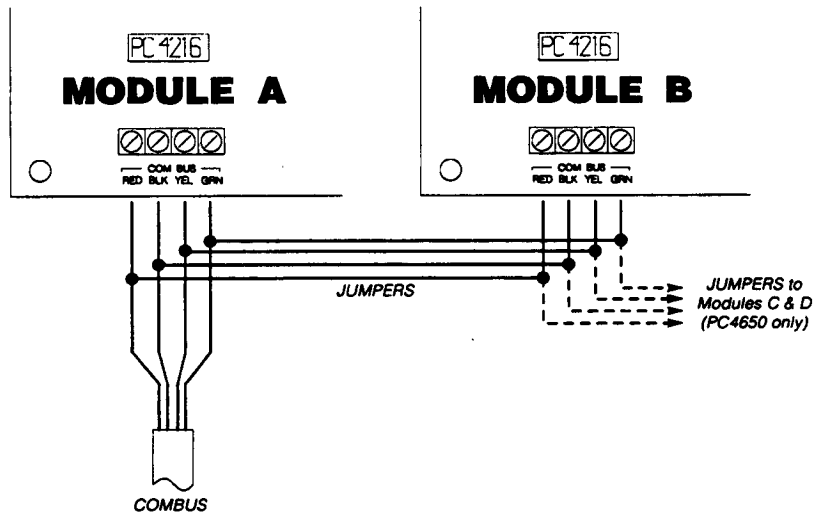 PC4216
MODULE A
COM BUS
RED BLK YEL GRN
PC4216
MODULE B
COM BUS
RED BLK YEL GRN
JUMPERS
JUMPERS to
Modules C & D
(PC4650 only)
COMBUS